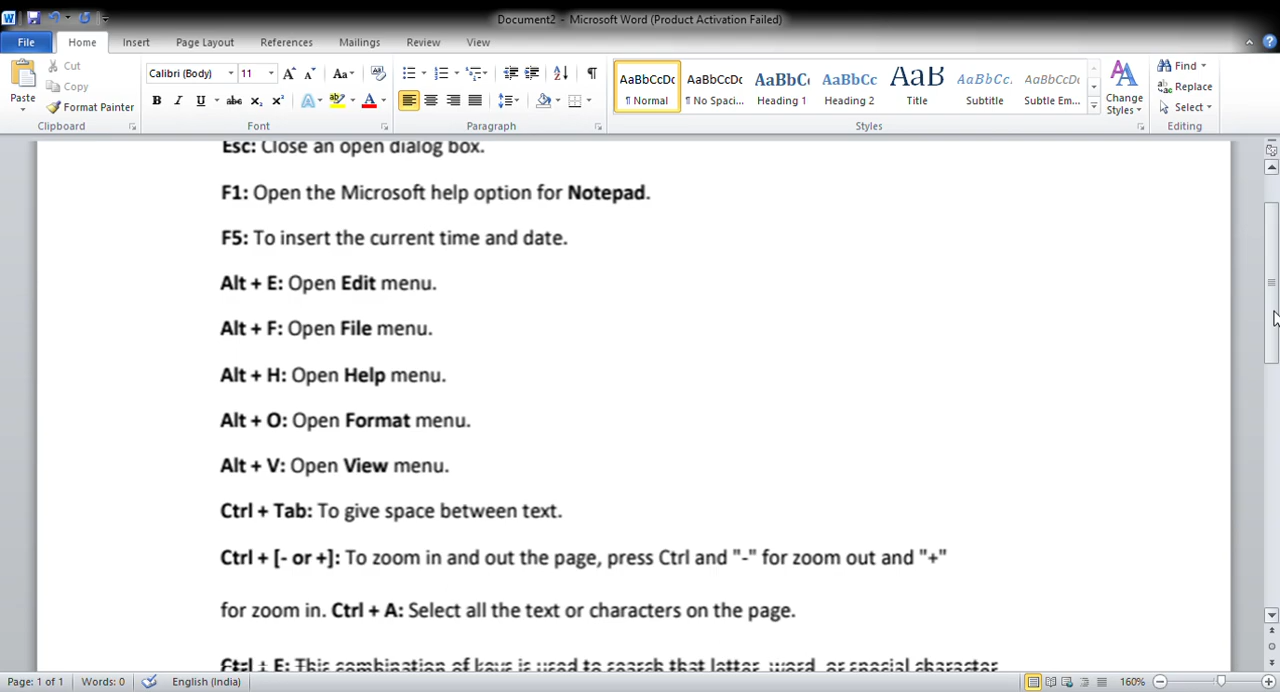 Document2 - Microsoft Word (Product Activation Failed)
File Home Insert Page Layout References Mailings Review View
Paste
Cut
Copy
Format Painter
Clipboard
Calibri (Body) 11
Font
Paragraph
AaBbCcDc AaBbCcDc AaBbC AaBbCc AaB AaBbCc. AaBbCcDc
¶ Normal ¶ No Spaci... Heading 1 Heading 2 Title Subtitle Subtle Em...
Styles
Change Styles
Find
Replace
Select
Editing
Esc: Close an open dialog box.
F1: Open the Microsoft help option for Notepad.
F5: To insert the current time and date.
Alt + E: Open Edit menu.
Alt + F: Open File menu.
Alt + H: Open Help menu.
Alt + O: Open Format menu.
Alt + V: Open View menu.
Ctrl + Tab: To give space between text.
Ctrl + [- or +]: To zoom in and out the page, press Ctrl and "-" for zoom out and "+"
for zoom in. Ctrl + A: Select all the text or characters on the page.
Ctrl + E: This combination of keys is used to search that letter, word, or special character
Page: 1 of 1 Words: 0 English (India) 160%